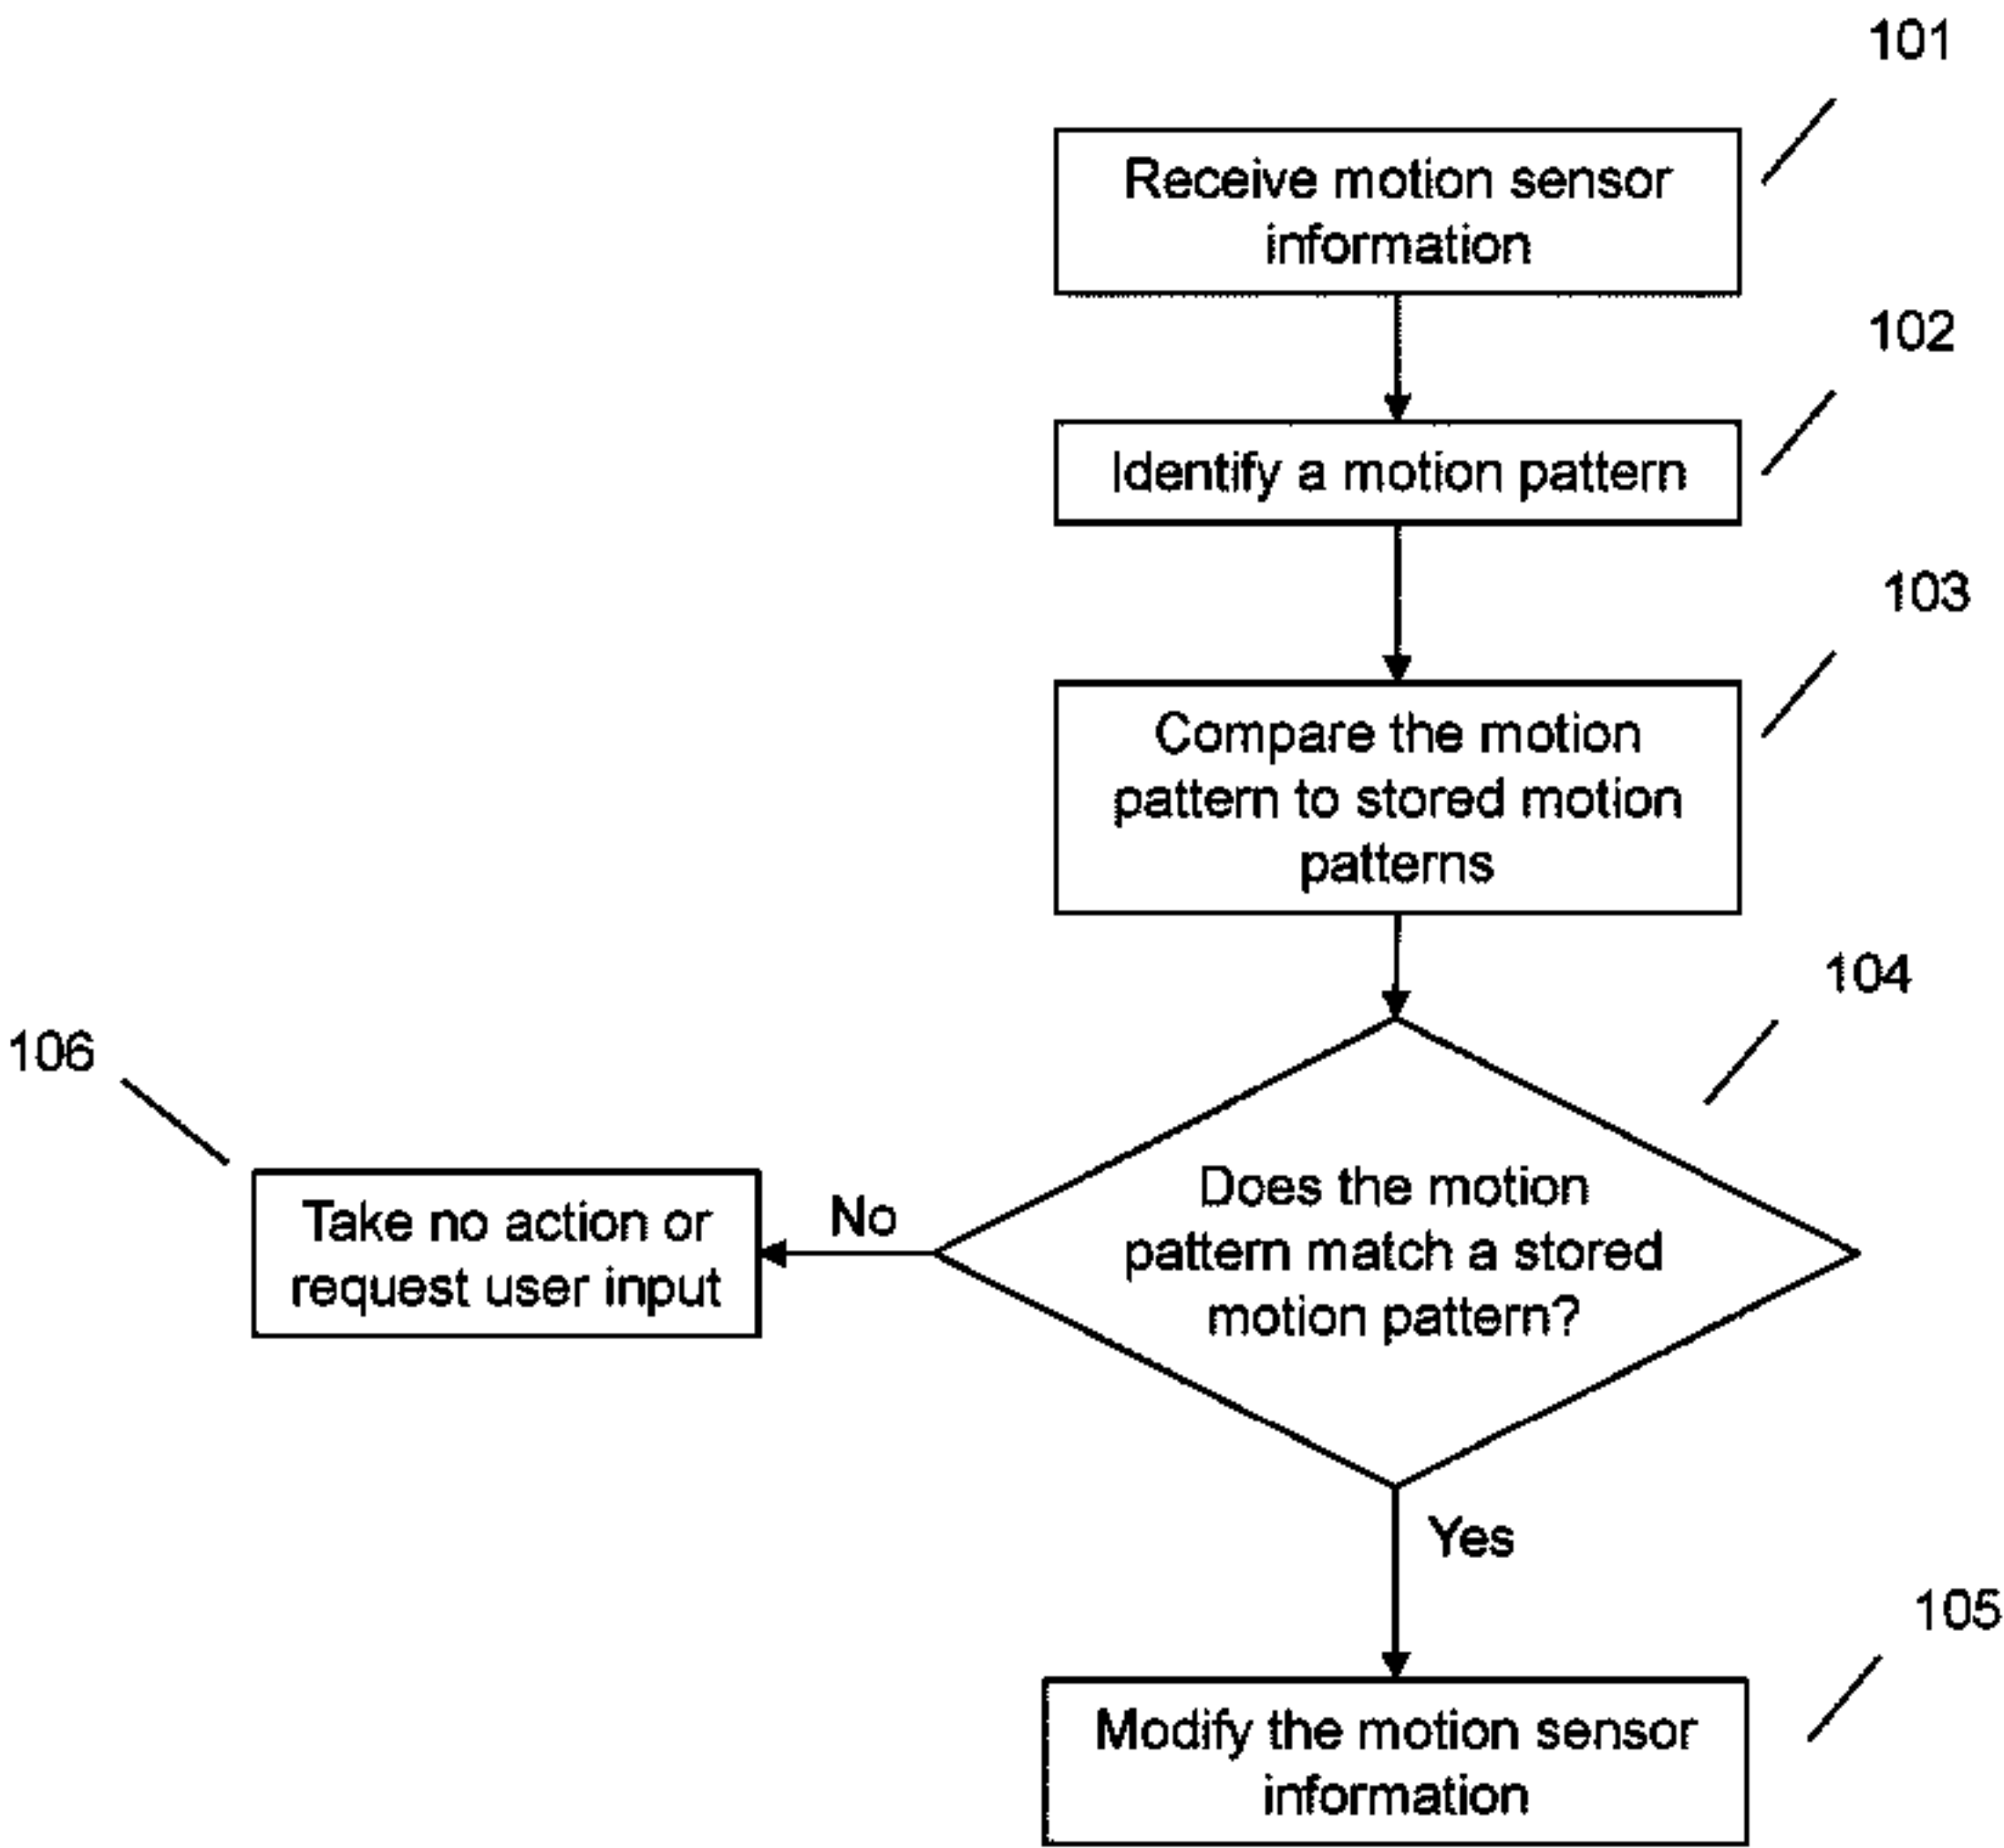 101
Receive motion sensor
information
102
Identify a motion pattern
103
Compare the motion
pattern to stored motion
patterns
104
106
Does the motion
pattern match a stored
motion pattern?
No
Take no action or
request user input
Yes
105
Modify the motion sensor
information